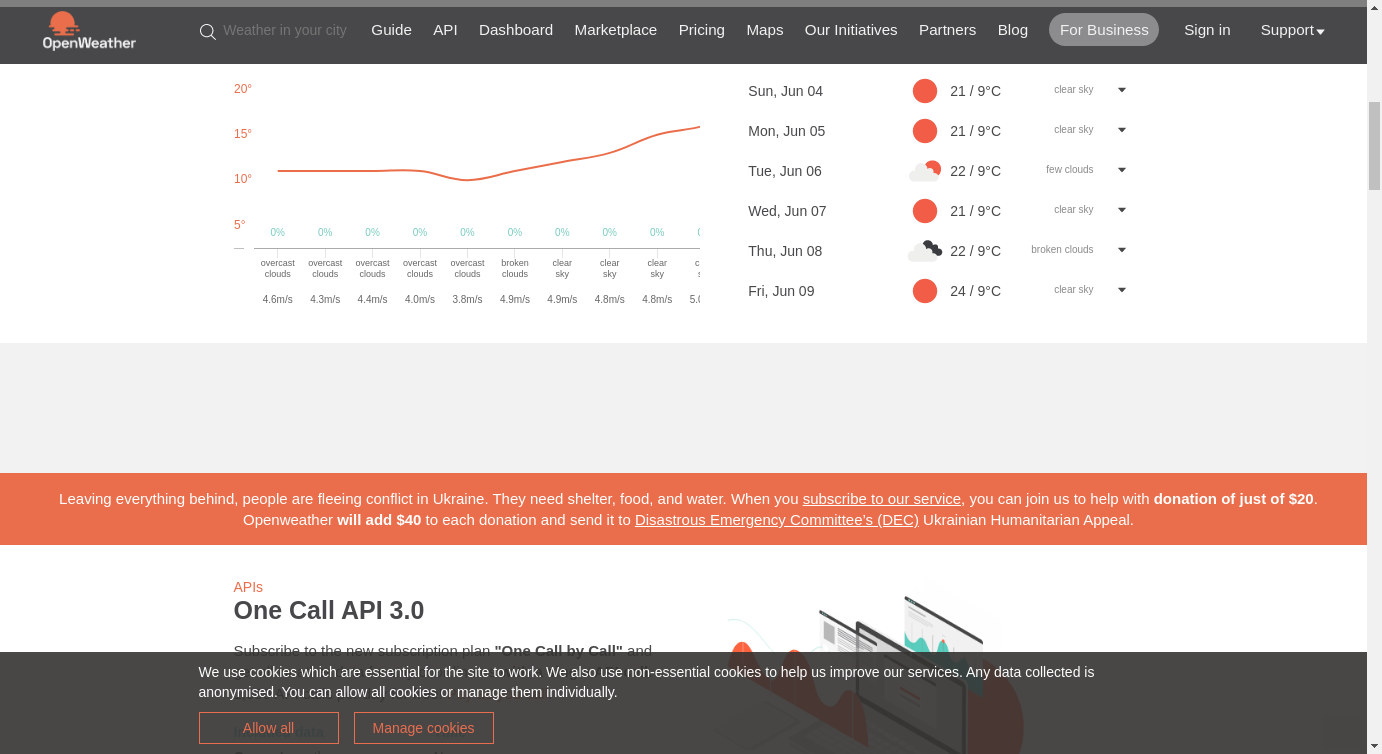 OpenWeather
Weather in your city
Guide API Dashboard Marketplace Pricing Maps Our Initiatives Partners Blog For Business Sign in Support
20°
15°
10°
5°
0% 0% 0% 0% 0% 0% 0% 0% 0%
overcast clouds overcast clouds overcast clouds overcast clouds overcast clouds broken clouds clear sky clear sky clear sky
4.6m/s 4.3m/s 4.4m/s 4.0m/s 3.8m/s 4.9m/s 4.9m/s 4.8m/s 4.8m/s
Sun, Jun 04 21 / 9°C clear sky
Mon, Jun 05 21 / 9°C clear sky
Tue, Jun 06 22 / 9°C few clouds
Wed, Jun 07 21 / 9°C clear sky
Thu, Jun 08 22 / 9°C broken clouds
Fri, Jun 09 24 / 9°C clear sky
Leaving everything behind, people are fleeing conflict in Ukraine. They need shelter, food, and water. When you subscribe to our service, you can join us to help with donation of just of $20.
Openweather will add $40 to each donation and send it to Disastrous Emergency Committee's (DEC) Ukrainian Humanitarian Appeal.
APIs
One Call API 3.0
Subscribe to the new subscription plan "One Call by Call" and
We use cookies which are essential for the site to work. We also use non-essential cookies to help us improve our services. Any data collected is
anonymised. You can allow all cookies or manage them individually.
Allow all
Manage cookies